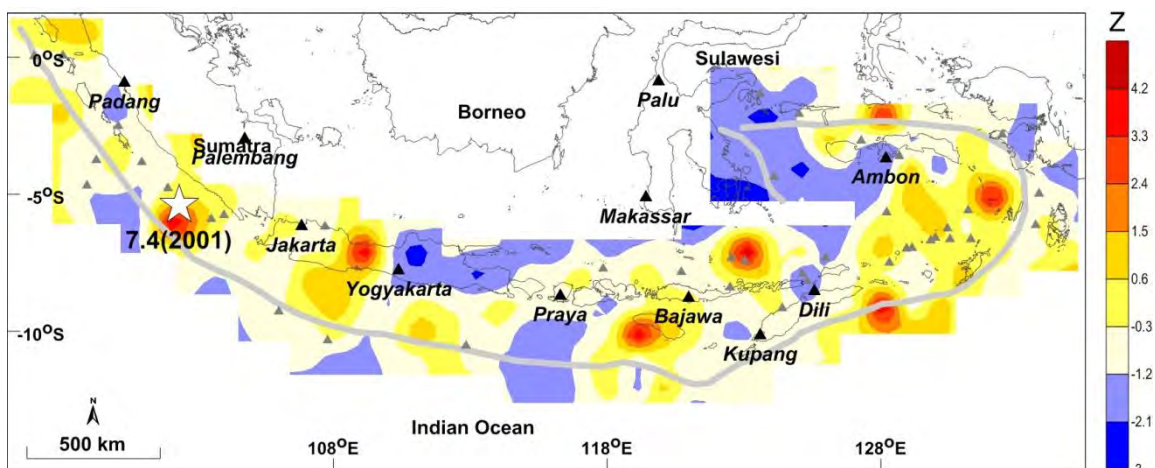 Z
0°S
Sulawesi
4.2
Padang
Borneo
Palu
3.3
Sumatra
Palembang
2.4
Ambon
-5°S
Makassar
1.5
7.4(2001)
Jakarta
0.6
Yogyakarta
Praya
Bajawa
Dili
-0.3
-10°S
Kupang
-1.2
N
Indian Ocean
-2.1
500 km
108°E
118°E
128°E